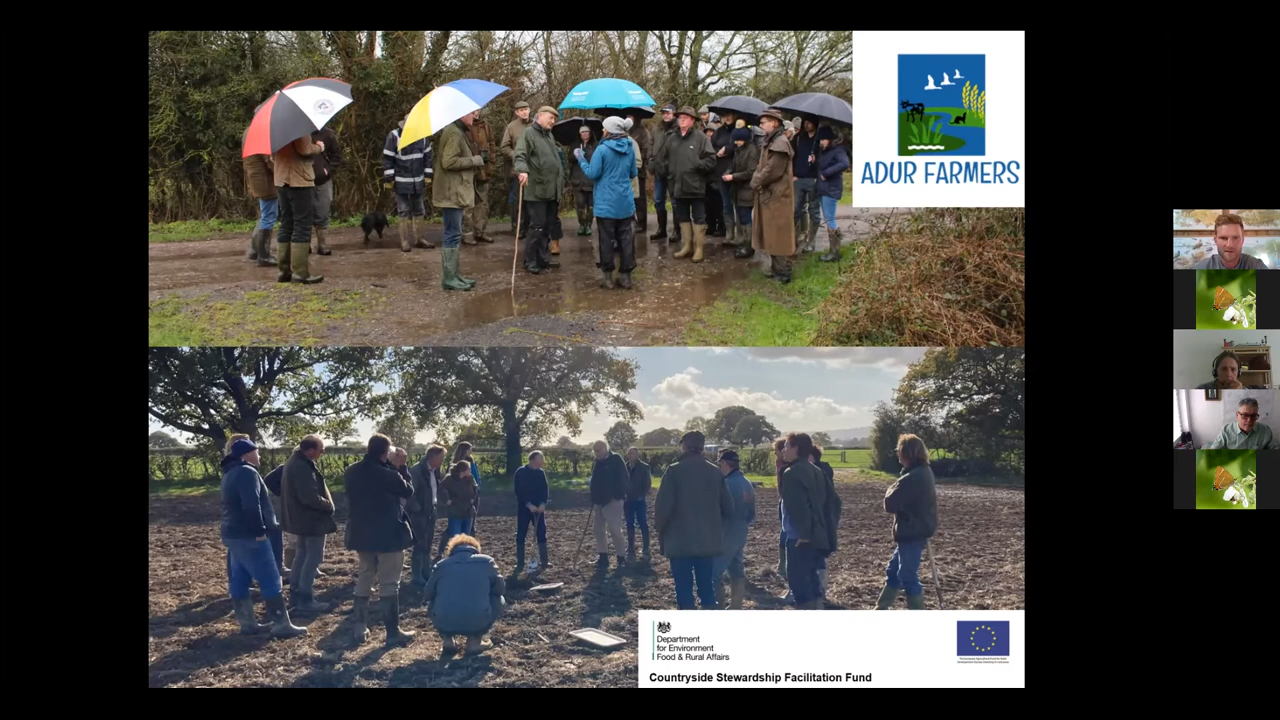 ADUR FARMERS
Department
for Environment
Food & Rural Affairs
Countryside Stewardship Facilitation Fund